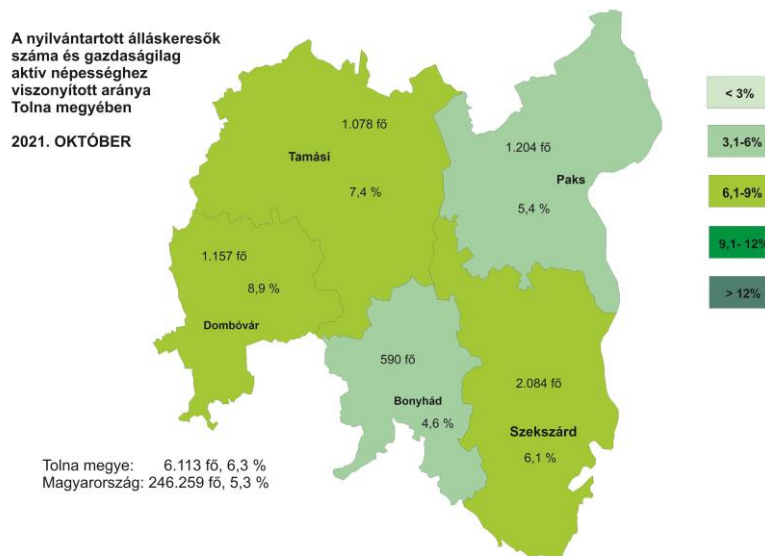 A nyilvántartott álláskeresők
száma és gazdaságilag
aktív népességhez
viszonyított aránya
Tolna megyében
2021. OKTÓBER
1.078 fő
Tamási
7,4 %
1.204 fő
Paks
5,4 %
1.157 fő
8,9 %
Dombóvár
590 fő
Bonyhád
4,6 %
2.084 fő
Szekszárd
6,1 %
< 3%
3,1-6%
6,1-9%
9,1- 12%
> 12%
Tolna megye: 6.113 fő, 6,3 %
Magyarország: 246.259 fő, 5,3 %